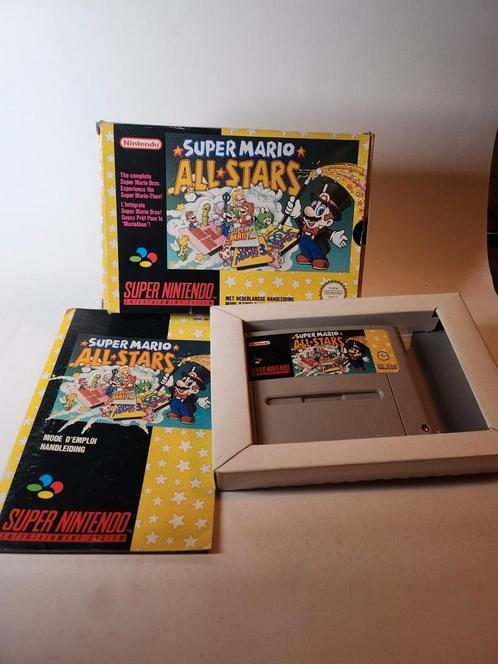 Nintendo
SUPER MARIO
ALL★STARS
The complete
Super Mario Bros.
Experience the
Super Mario-Thon!
L'Intégrale
Super Mario Bros!
Soyez Prêt Pour le
"Mariothon"!
SUPER NINTENDO
ENTERTAINMENT SYSTEM
MET NEDERLANDSE HANDLEIDING
SUPER MARIO
ALL★STARS
MODE D'EMPLOI
HANDLEIDING
SUPER NINTENDO
ENTERTAINMENT SYSTEM
SUPER MARIO
ALL★STARS
SUPER NINTENDO